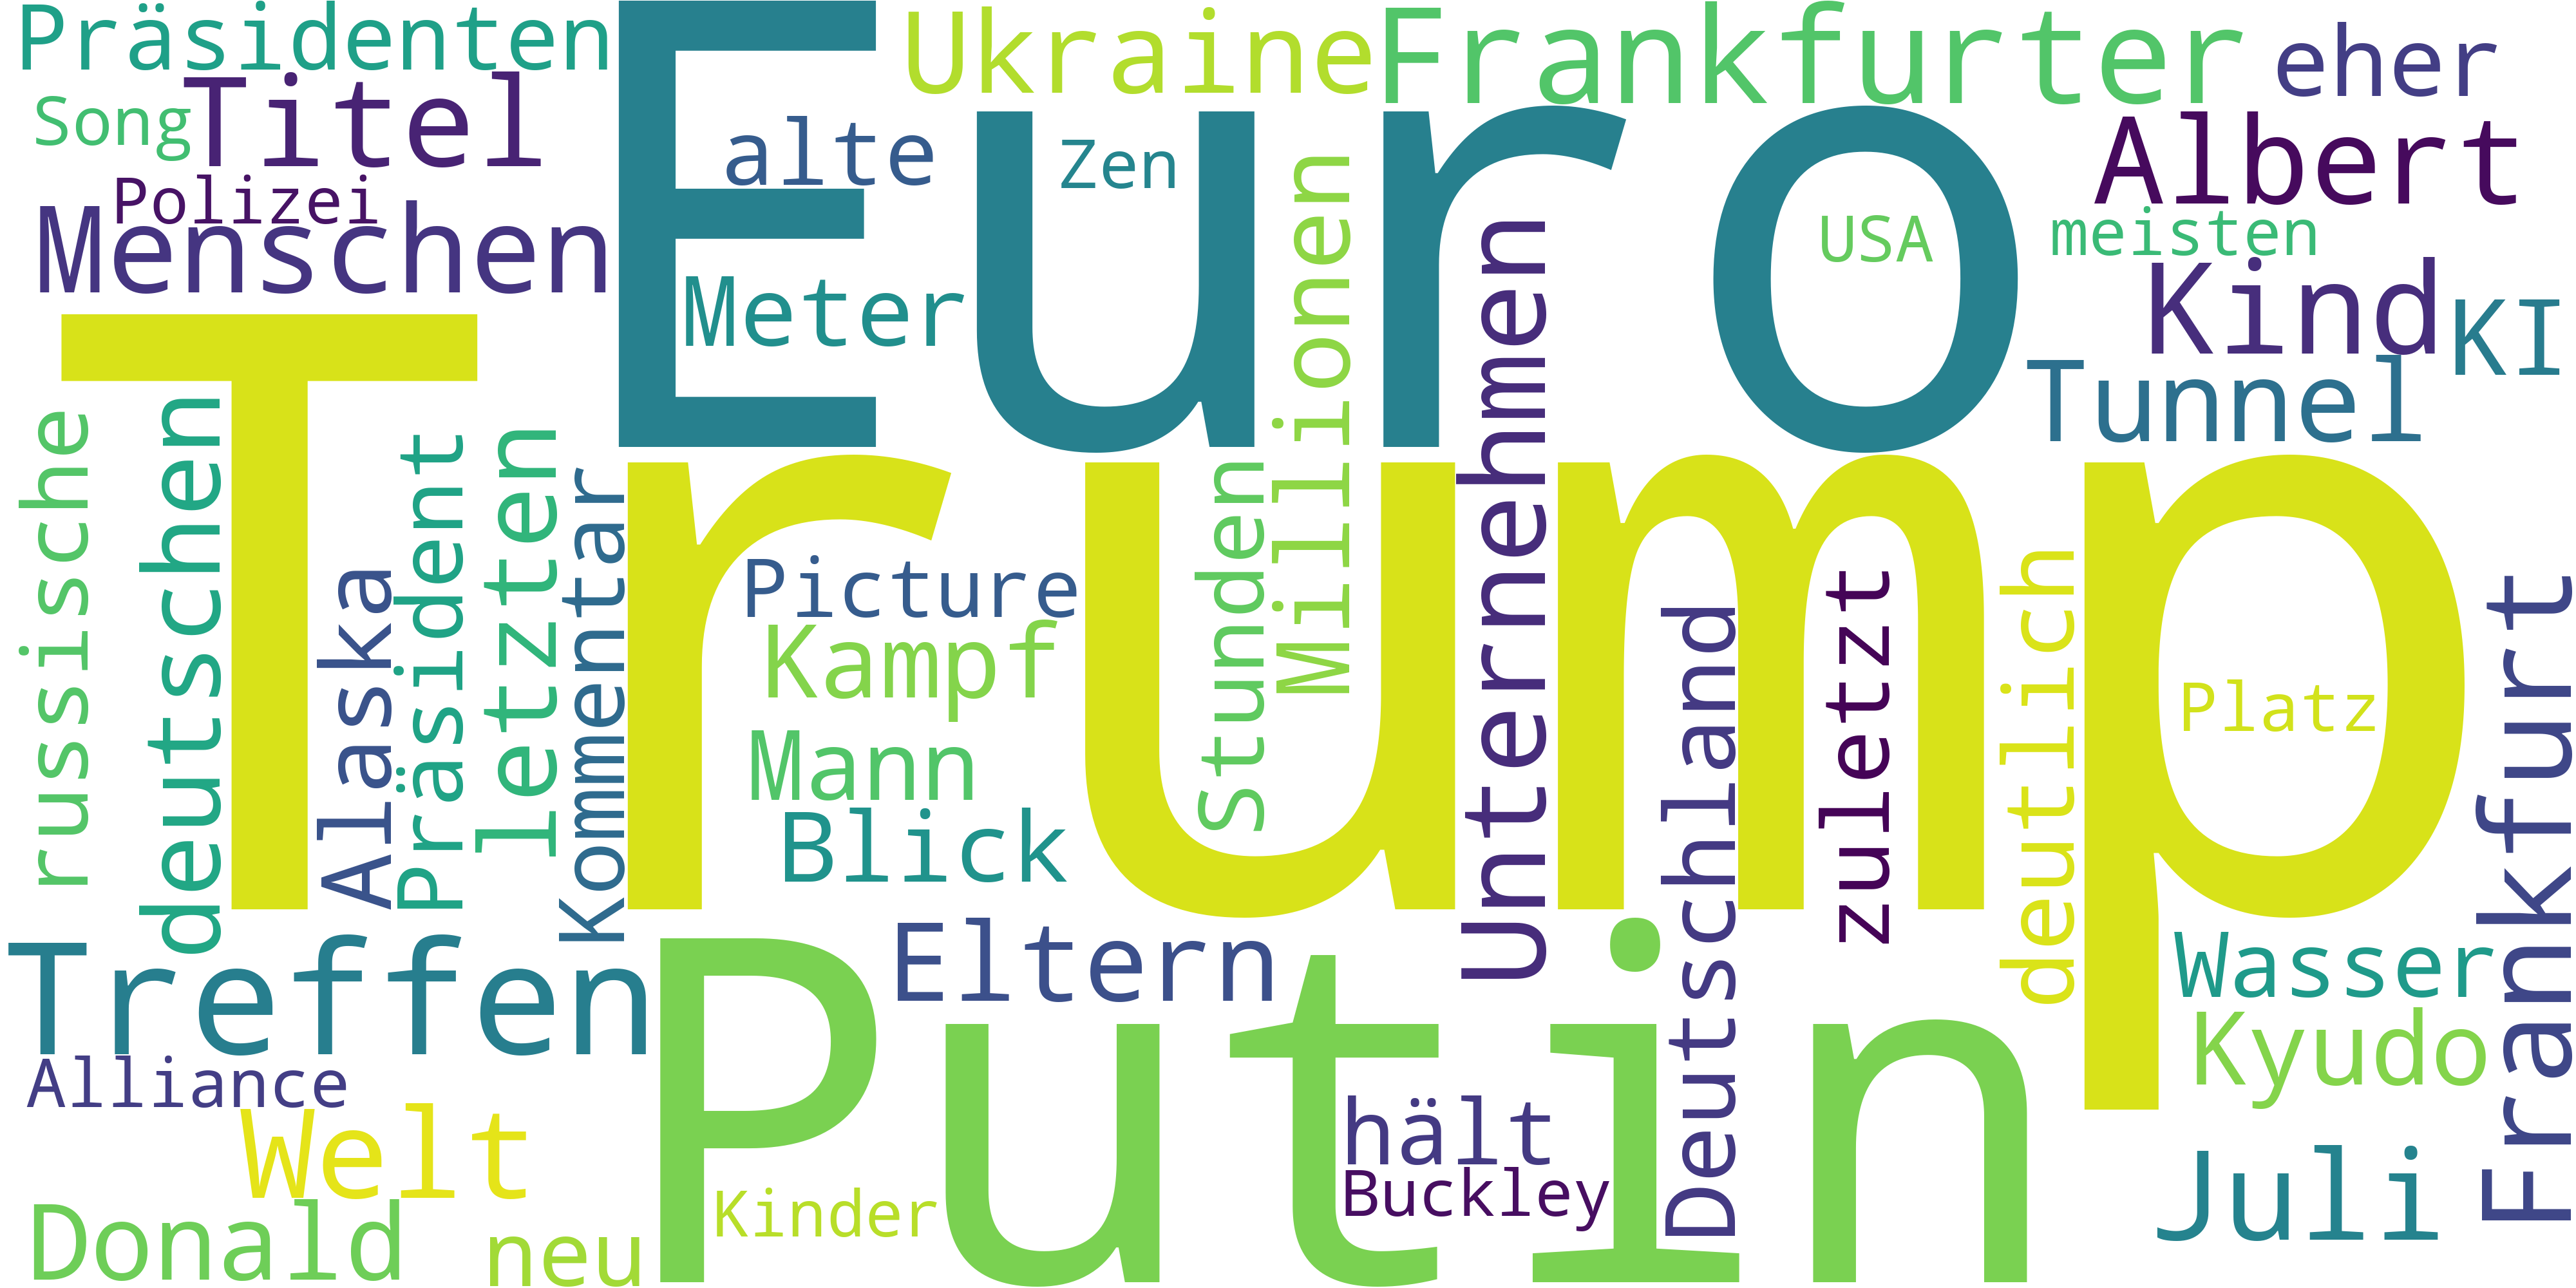 Präsidenten
Ukraine
Frankfurter
eher
Song
Titel
Euro
alte
Zen
Albert
Polizei
Menschen
USA
meisten
Meter
Millionen
Unternehmen
Kind
KI
Tunnel
Trump
russische
deutschen
Alaska
Präsident
letzten
Kommentar
Picture
Kampf
Mann
Blick
Stunden
Deutschland
zuletzt
deutlich
Platz
Frankfurt
Treffen
Eltern
Putin
Wasser
Kyudo
Alliance
Welt
hält
Buckley
Juli
Donald
neu
Kinder